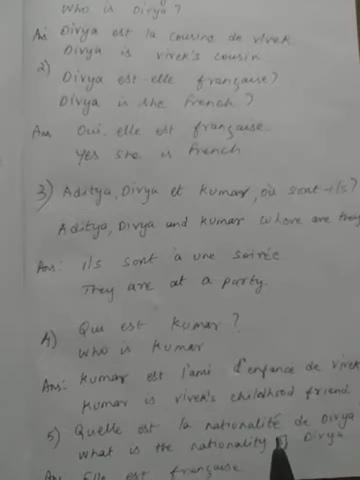 Who is Divya?
Ans: Divya est la cousine de vivek
Divya is vivek's cousin
2) Divya est-elle française?
Divya is she French?
Ans Oui. elle est française.
Yes she is French
3) Aditya, Divya et Kumar, où sont-ils?
Aditya, Divya and Kumar where are they
Ans: ils sont à une soirée.
They are at a party.
4) Qui est Kumar?
Who is Kumar
Ans: Kumar est l'ami d'enfance de vivek
Kumar is vivek's childhood friend
5) Quelle est la nationalité de Divya
What is the nationality of Divya
Ans Elle est française